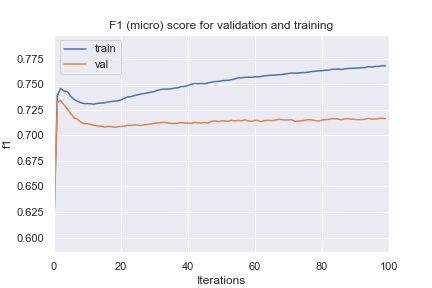 F1 (micro) score for validation and training
train
val
0.775
0.750
0.725
0.700
0.675
0.650
0.625
0.600
f1
0 20 40 60 80 100
Iterations